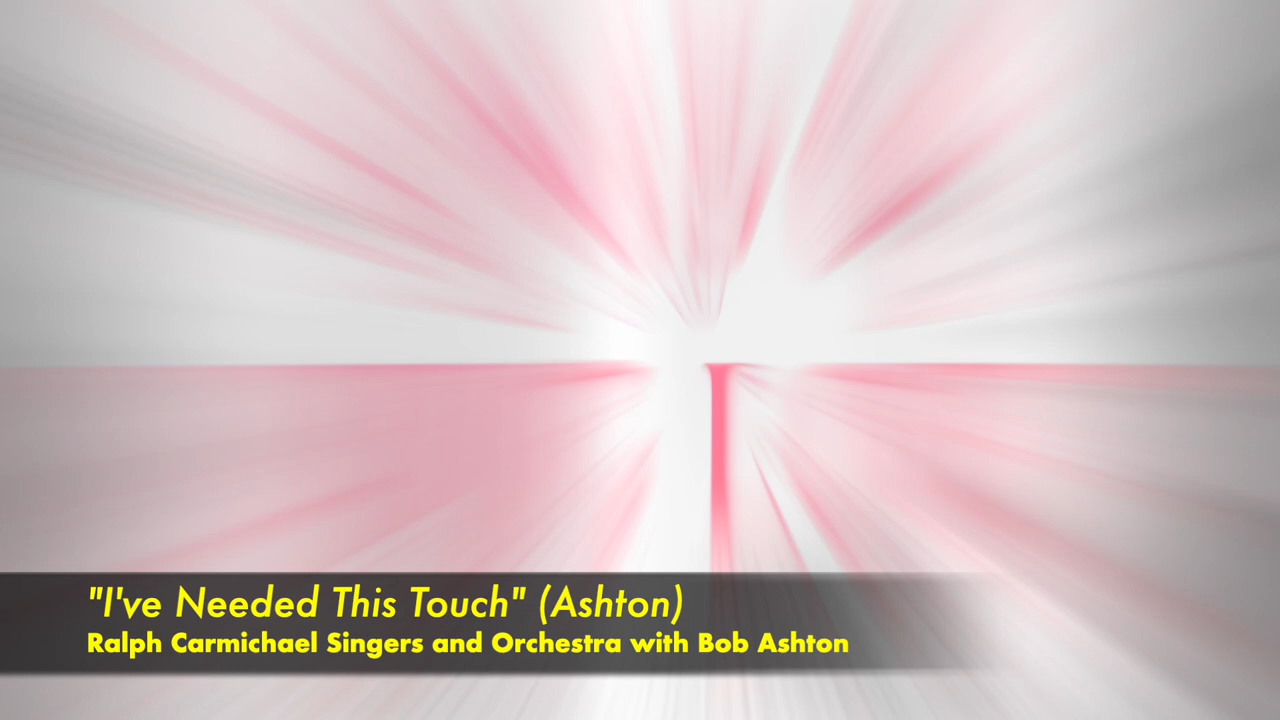 "I've Needed This Touch" (Ashton)
Ralph Carmichael Singers and Orchestra with Bob Ashton